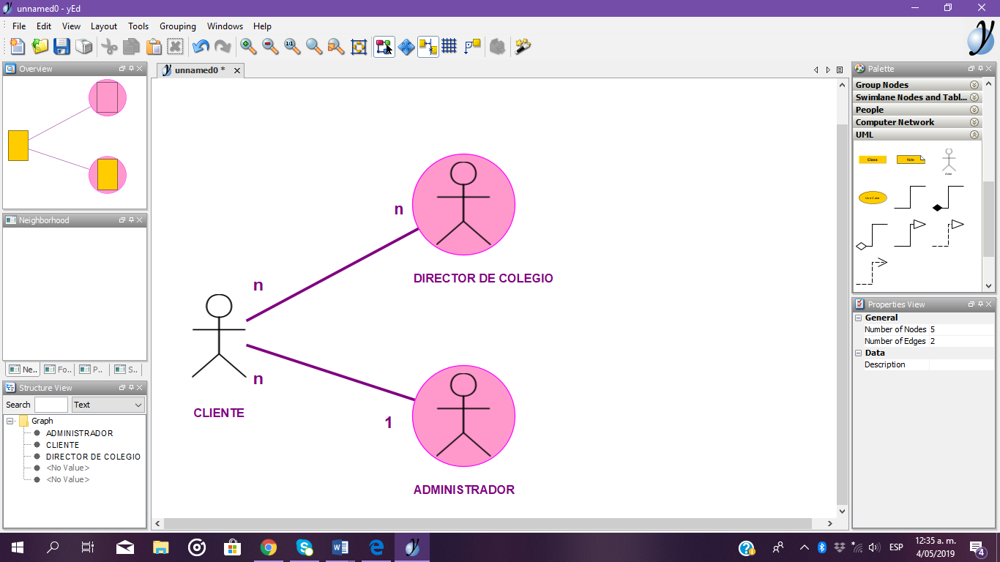 unnamed0 - yEd
File Edit View Layout Tools Grouping Windows Help
1:1
Overview
unnamed0 *
Palette
Group Nodes
Swimlane Nodes and Tabl...
People
Computer Network
UML
Class
Note
Actor
Use Case
Neighborhood
Ne..
Fo..
P..
S..
Structure View
Search
Text
Graph
ADMINISTRADOR
CLIENTE
DIRECTOR DE COLEGIO
<No Value>
<No Value>
n
DIRECTOR DE COLEGIO
n
n
CLIENTE
1
ADMINISTRADOR
Properties View
General
Number of Nodes 5
Number of Edges 2
Data
Description
ESP
12:35 a. m.
4/05/2019
4